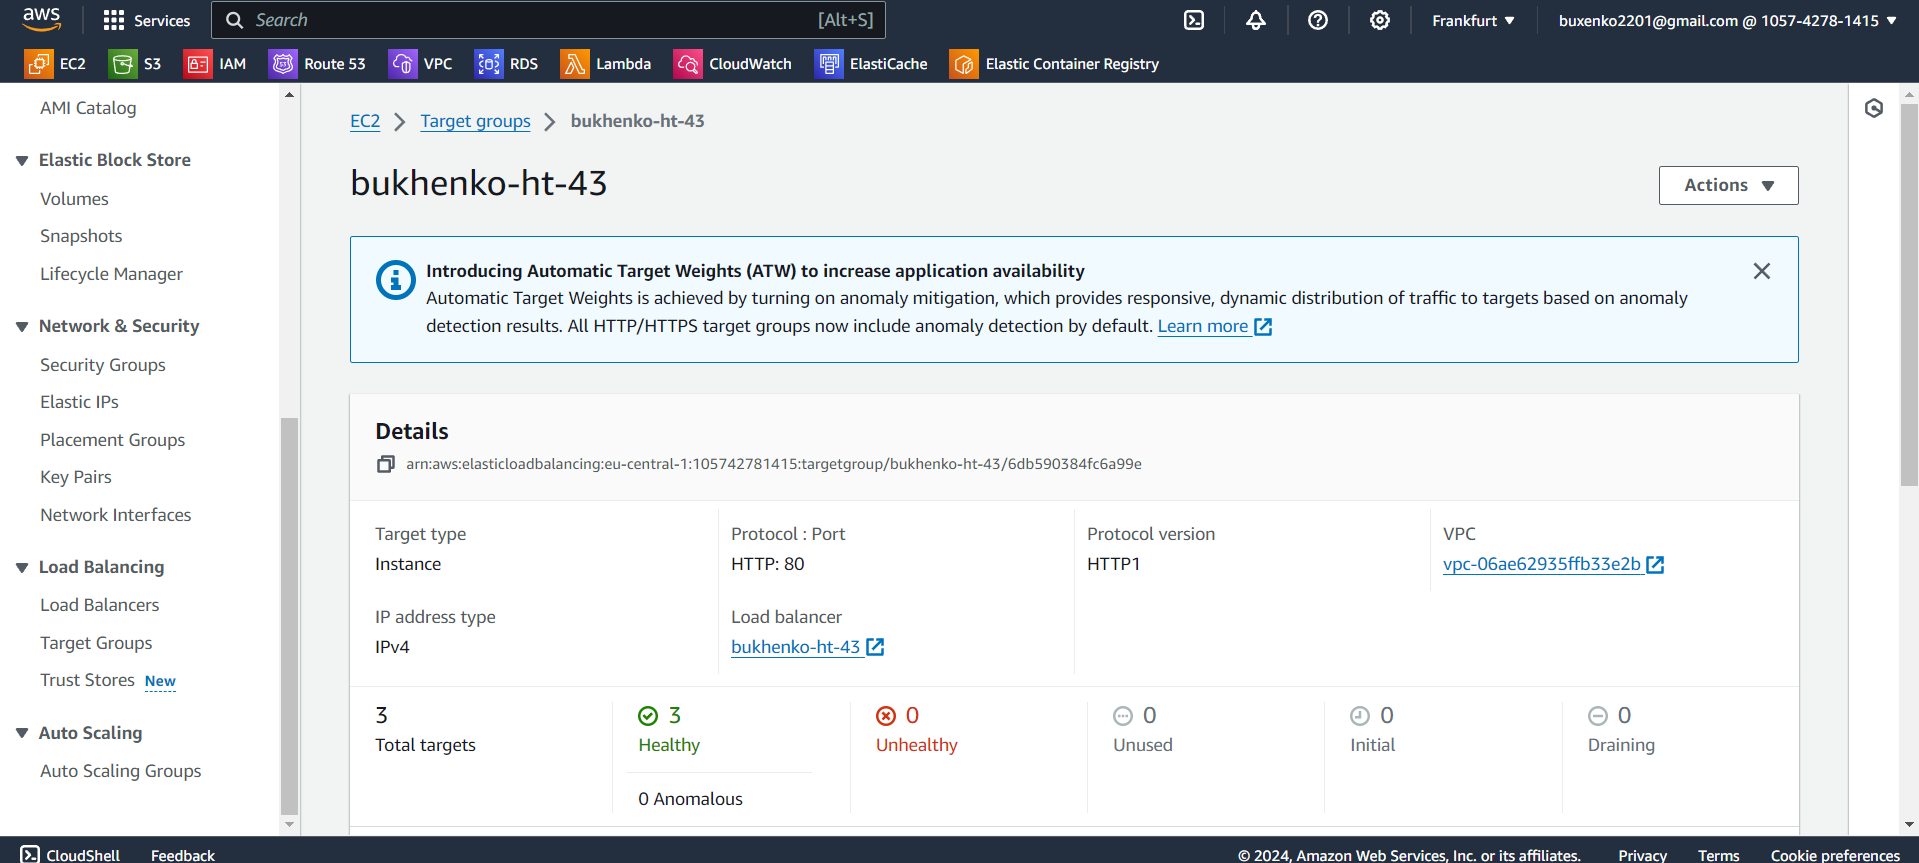 aws
Services
Search
[Alt+S]
Frankfurt
buxenko2201@gmail.com @ 1057-4278-1415
EC2
S3
IAM
Route 53
VPC
RDS
Lambda
CloudWatch
ElastiCache
Elastic Container Registry
AMI Catalog
Elastic Block Store
Volumes
Snapshots
Lifecycle Manager
Network & Security
Security Groups
Elastic IPs
Placement Groups
Key Pairs
Network Interfaces
Load Balancing
Load Balancers
Target Groups
Trust Stores New
Auto Scaling
Auto Scaling Groups
EC2 > Target groups > bukhenko-ht-43
bukhenko-ht-43
Actions
Introducing Automatic Target Weights (ATW) to increase application availability
Automatic Target Weights is achieved by turning on anomaly mitigation, which provides responsive, dynamic distribution of traffic to targets based on anomaly
detection results. All HTTP/HTTPS target groups now include anomaly detection by default. Learn more
Details
arn:aws:elasticloadbalancing:eu-central-1:105742781415:targetgroup/bukhenko-ht-43/6db590384fc6a99e
Target type
Instance
Protocol : Port
HTTP: 80
Protocol version
HTTP1
VPC
vpc-06ae62935ffb33e2b
IP address type
IPv4
Load balancer
bukhenko-ht-43
3
Total targets
3
Healthy
0 Anomalous
0
Unhealthy
0
Unused
0
Initial
0
Draining
CloudShell
Feedback
© 2024, Amazon Web Services, Inc. or its affiliates.
Privacy
Terms
Cookie preferences